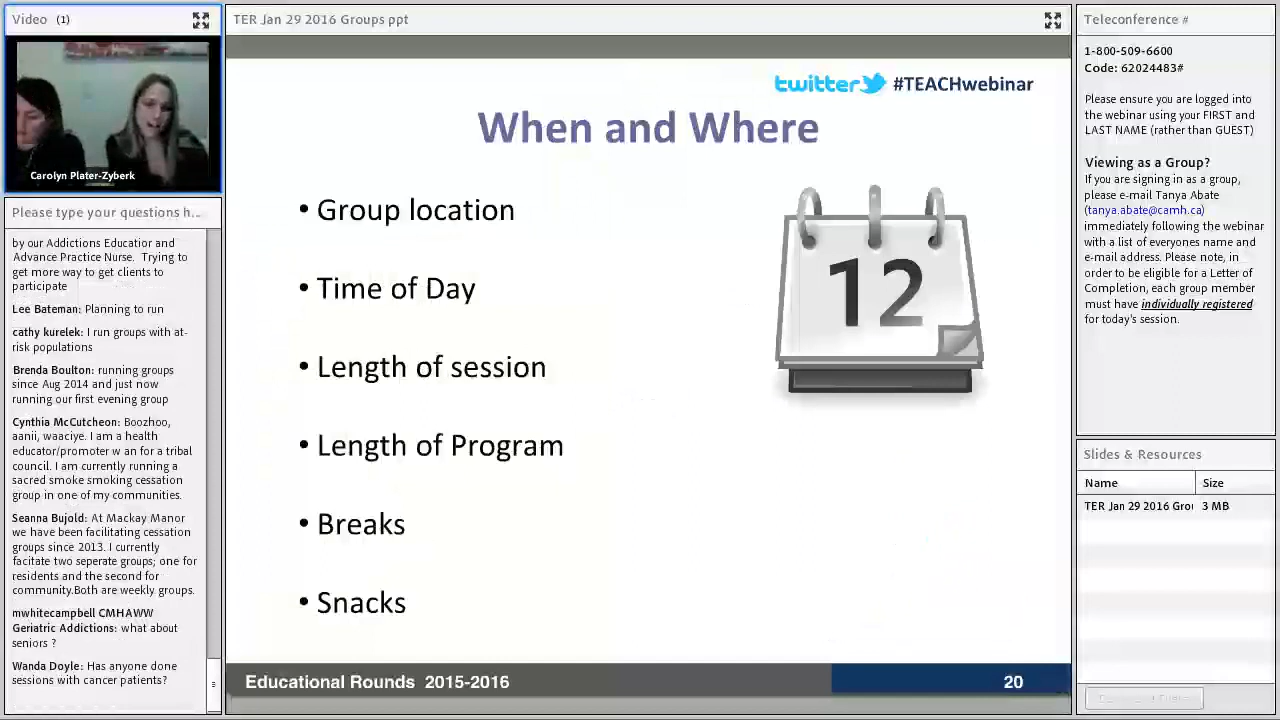 Video (1)
Carolyn Plater-Zyberk
Please type your questions h...
by our Addictions Educatior and
Advance Practice Nurse. Trying to
get more way to get clients to
participate
Lee Bateman: Planning to run
cathy kurelek: I run groups with at-
risk populations
Brenda Boulton: running groups
since Aug 2014 and just now
running our first evening group
Cynthia McCutcheon: Boozhoo,
aanii, waaciye. I am a health
educator/promoter w an for a tribal
council. I am currently running a
sacred smoke smoking cessation
group in one of my communities.
Seanna Bujold: At Mackay Manor
we have been facilitating cessation
groups since 2013. I currently
facitate two seperate groups; one for
residents and the second for
community.Both are weekly groups.
mwhitecampbell CMHAWW
Geriatric Addictions: what about
seniors ?
Wanda Doyle: Has anyone done
sessions with cancer patients?
TER Jan 29 2016 Groups ppt
twitter #TEACHwebinar
When and Where
• Group location
• Time of Day
• Length of session
• Length of Program
• Breaks
• Snacks
12
Educational Rounds 2015-2016
20
Teleconference #
1-800-509-6600
Code: 62024483#
Please ensure you are logged into
the webinar using your FIRST and
LAST NAME (rather than GUEST)
Viewing as a Group?
If you are signing in as a group,
please e-mail Tanya Abate
(tanya.abate@camh.ca)
immediately following the webinar
with a list of everyones name and
e-mail address. Please note, in
order to be eligible for a Letter of
Completion, each group member
must have individually registered
for today's session.
Slides & Resources
Name Size
TER Jan 29 2016 Grou 3 MB